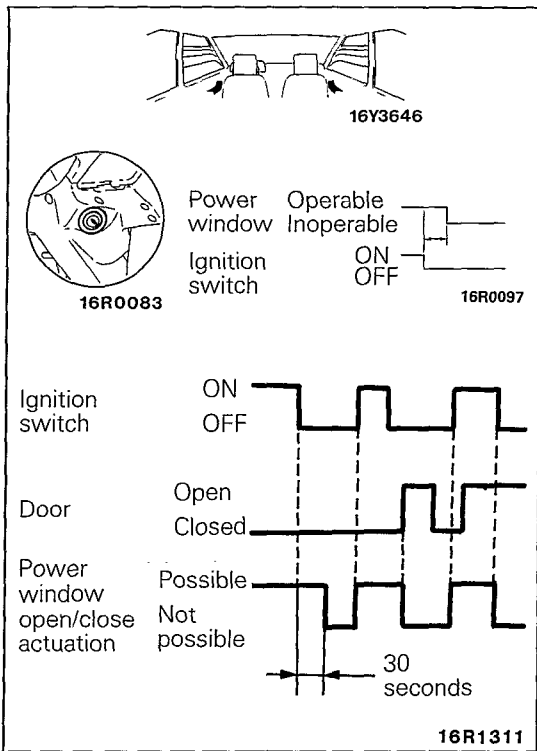 16Y3646
Power Operable
window Inoperable
Ignition ON
switch OFF
16R0083
16R0097
Ignition ON
switch OFF
Door Open
Closed
Power Possible
window
open/close Not
actuation possible
30
seconds
16R1311